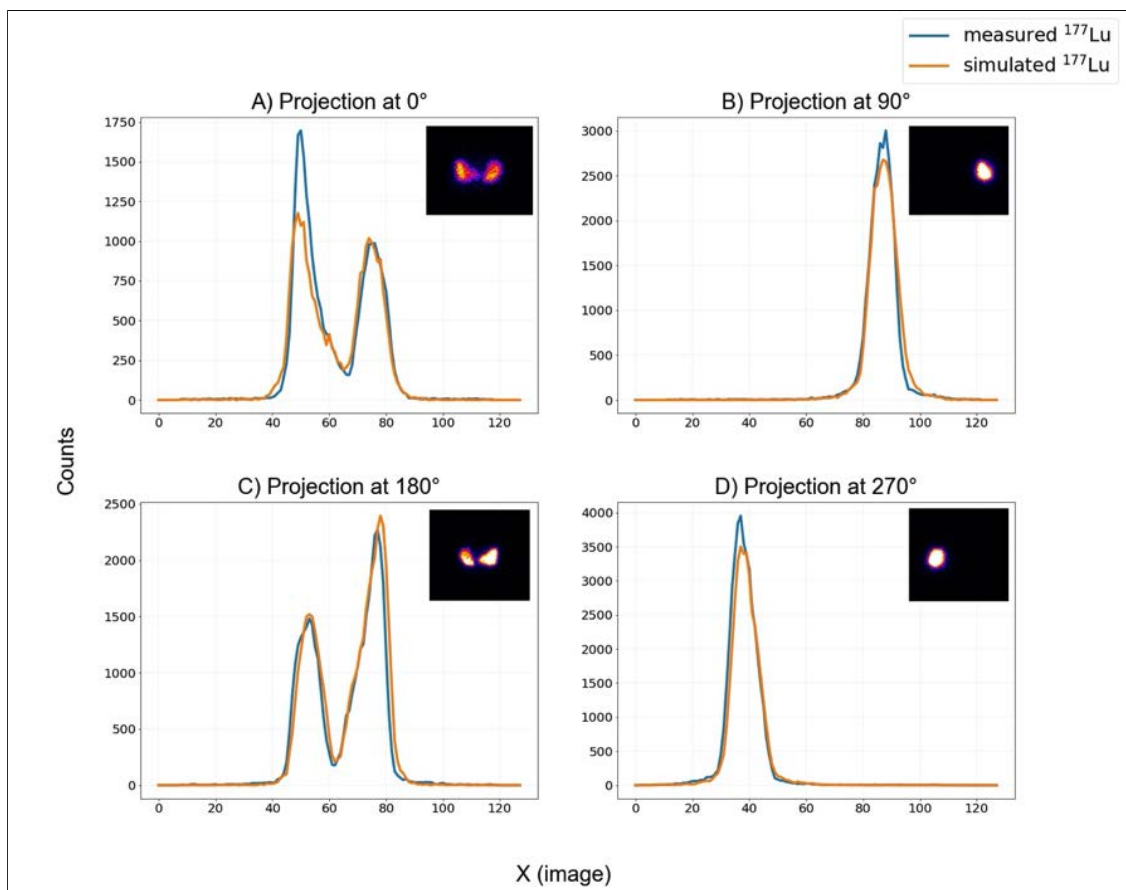 measured ¹⁷⁷Lu
simulated ¹⁷⁷Lu
A) Projection at 0°
1750
1500
1250
1000
750
500
250
0
0 20 40 60 80 100 120
B) Projection at 90°
3000
2500
2000
1500
1000
500
0
0 20 40 60 80 100 120
Counts
C) Projection at 180°
2500
2000
1500
1000
500
0
0 20 40 60 80 100 120
D) Projection at 270°
4000
3500
3000
2500
2000
1500
1000
500
0
0 20 40 60 80 100 120
X (image)